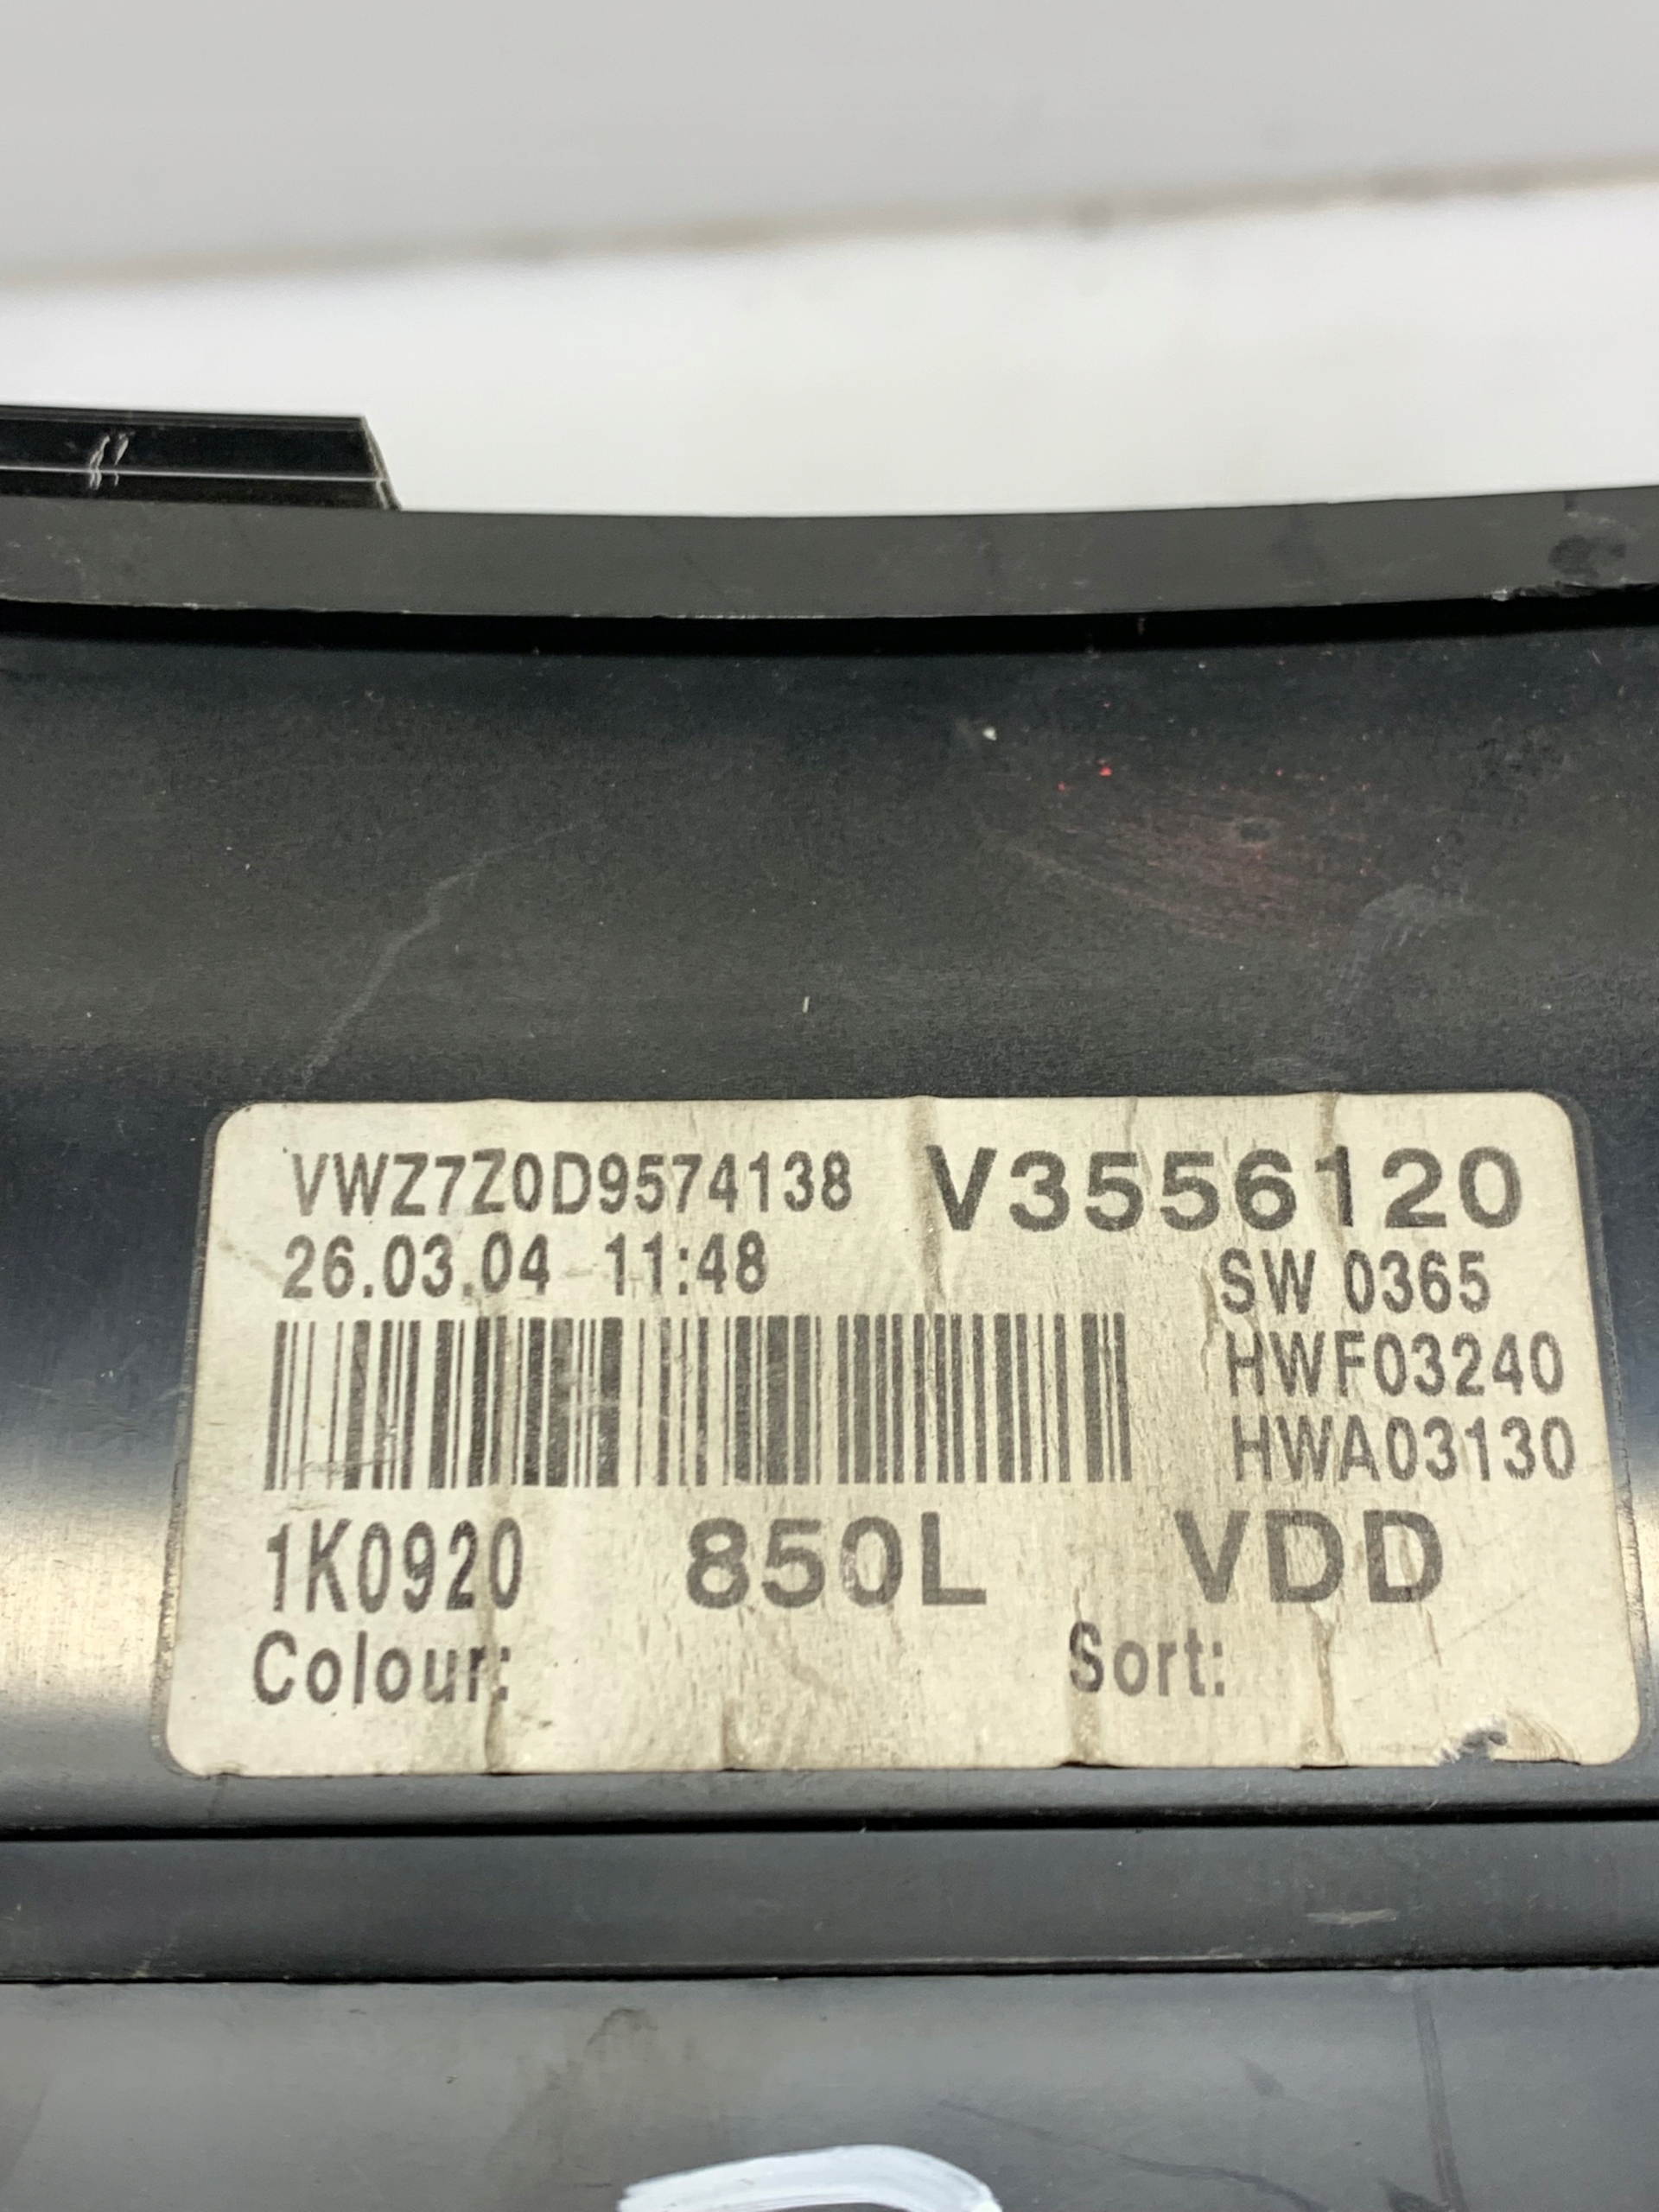 VWZ7Z0D9574138 V3556120
26.03.04 11:48 SW 0365
HWF03240
HWA03130
1K0920 850L VDD
Colour: Sort: